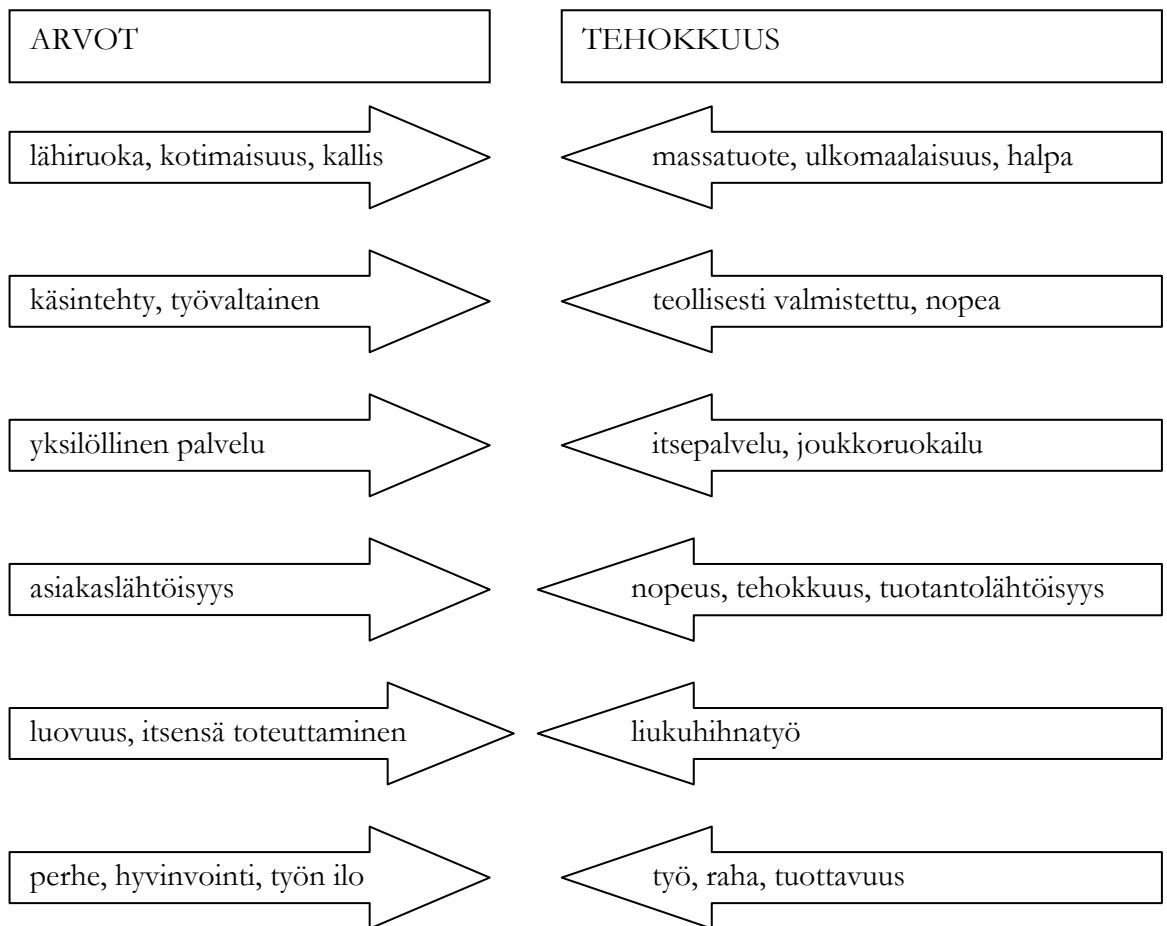 ARVOT
TEHOKKUUS
lähiruoka, kotimaisuus, kallis
massatuote, ulkomaalaisuus, halpa
käsintehty, työvaltainen
teollisesti valmistettu, nopea
yksilöllinen palvelu
itsepalvelu, joukkoruokailu
asiakaslähtöisyys
nopeus, tehokkuus, tuotantolähtöisyys
luovuus, itsensä toteuttaminen
liukuhihnatyö
perhe, hyvinvointi, työn ilo
työ, raha, tuottavuus